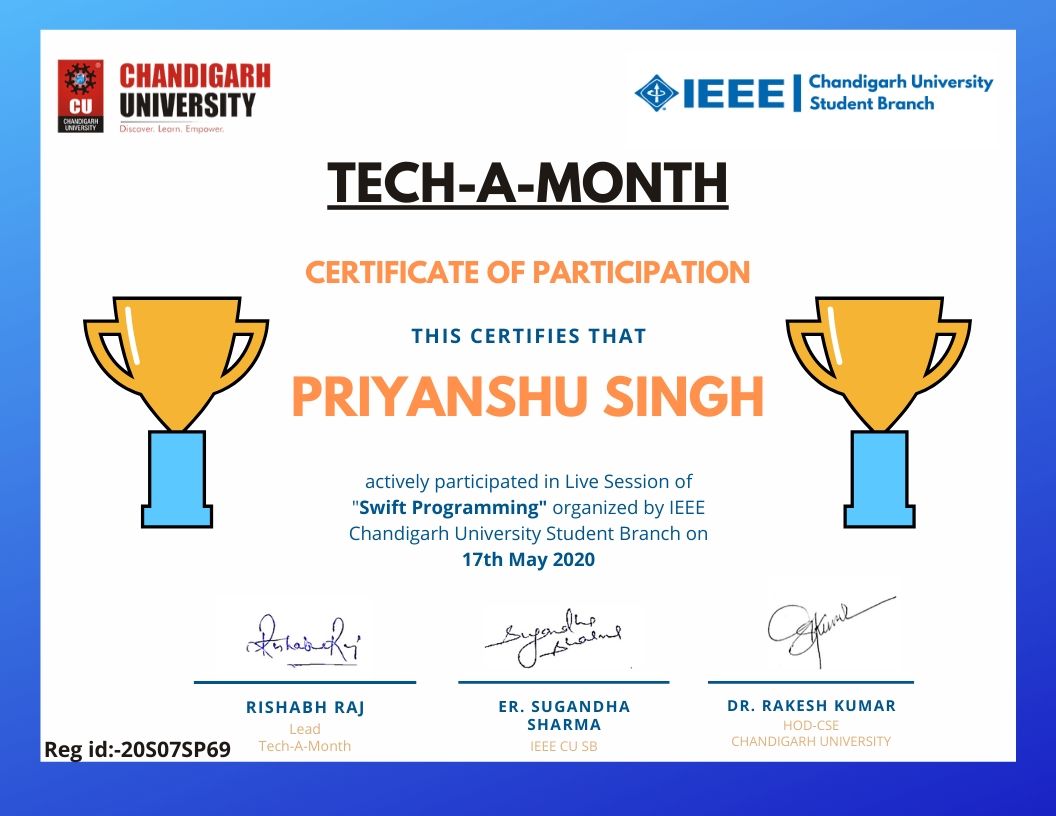 CU
CHANDIGARH
UNIVERSITY
CHANDIGARH
UNIVERSITY
Discover. Learn. Empower.
IEEE
Chandigarh University
Student Branch
TECH-A-MONTH
CERTIFICATE OF PARTICIPATION
THIS CERTIFIES THAT
PRIYANSHU SINGH
actively participated in Live Session of
"Swift Programming" organized by IEEE
Chandigarh University Student Branch on
17th May 2020
Rishabh Raj
Sugandha
Sharma
RISHABH RAJ
Lead
Tech-A-Month
ER. SUGANDHA
SHARMA
IEEE CU SB
DR. RAKESH KUMAR
HOD-CSE
CHANDIGARH UNIVERSITY
Reg id:-20S07SP69